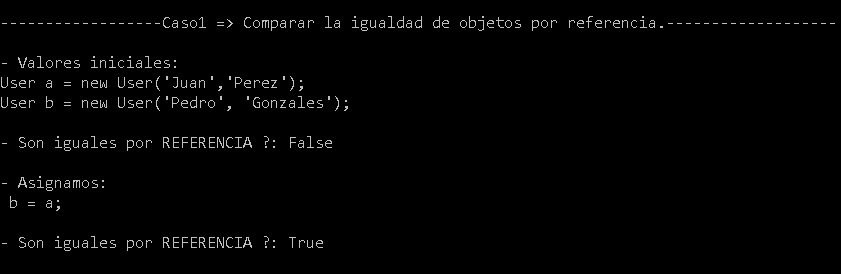 ------------------Caso1 => Comparar la igualdad de objetos por referencia.-------------------
- Valores iniciales:
User a = new User('Juan','Perez');
User b = new User('Pedro', 'Gonzales');
- Son iguales por REFERENCIA ?: False
- Asignamos:
b = a;
- Son iguales por REFERENCIA ?: True